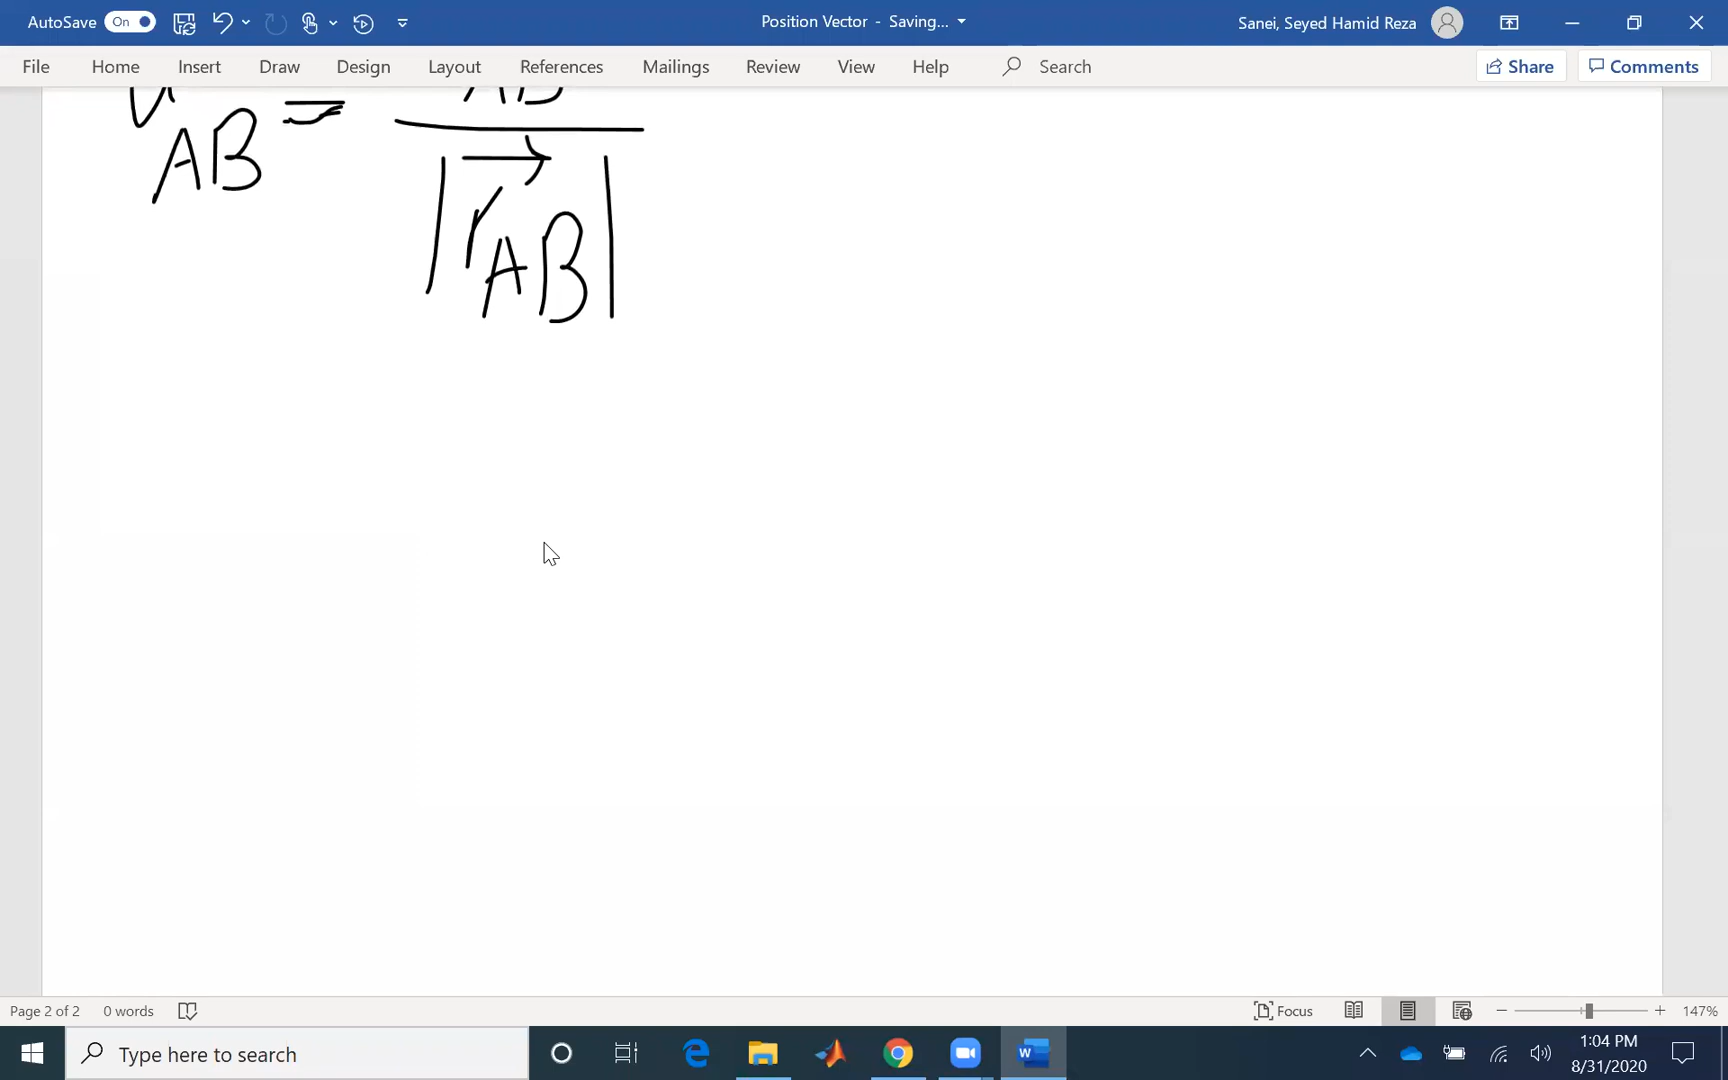 AutoSave On Position Vector - Saving... Sanei, Seyed Hamid Reza
File Home Insert Draw Design Layout References Mailings Review View Help Search Share Comments
AB
AB =
|r AB|
Page 2 of 2 0 words Focus 147%
Type here to search 1:04 PM
8/31/2020